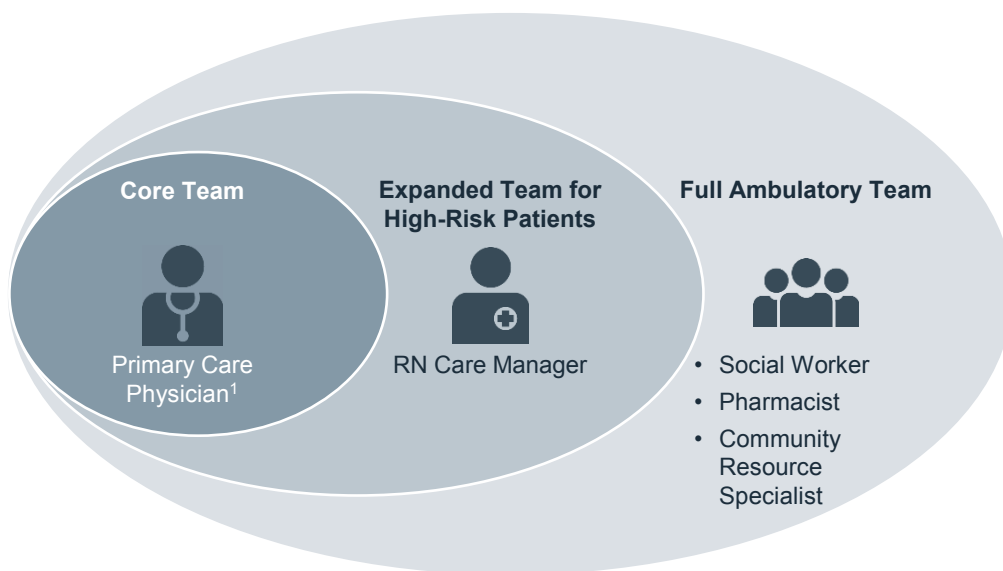 Core Team
Primary Care
Physician¹
Expanded Team for
High-Risk Patients
RN Care Manager
Full Ambulatory Team
• Social Worker
• Pharmacist
• Community
Resource
Specialist